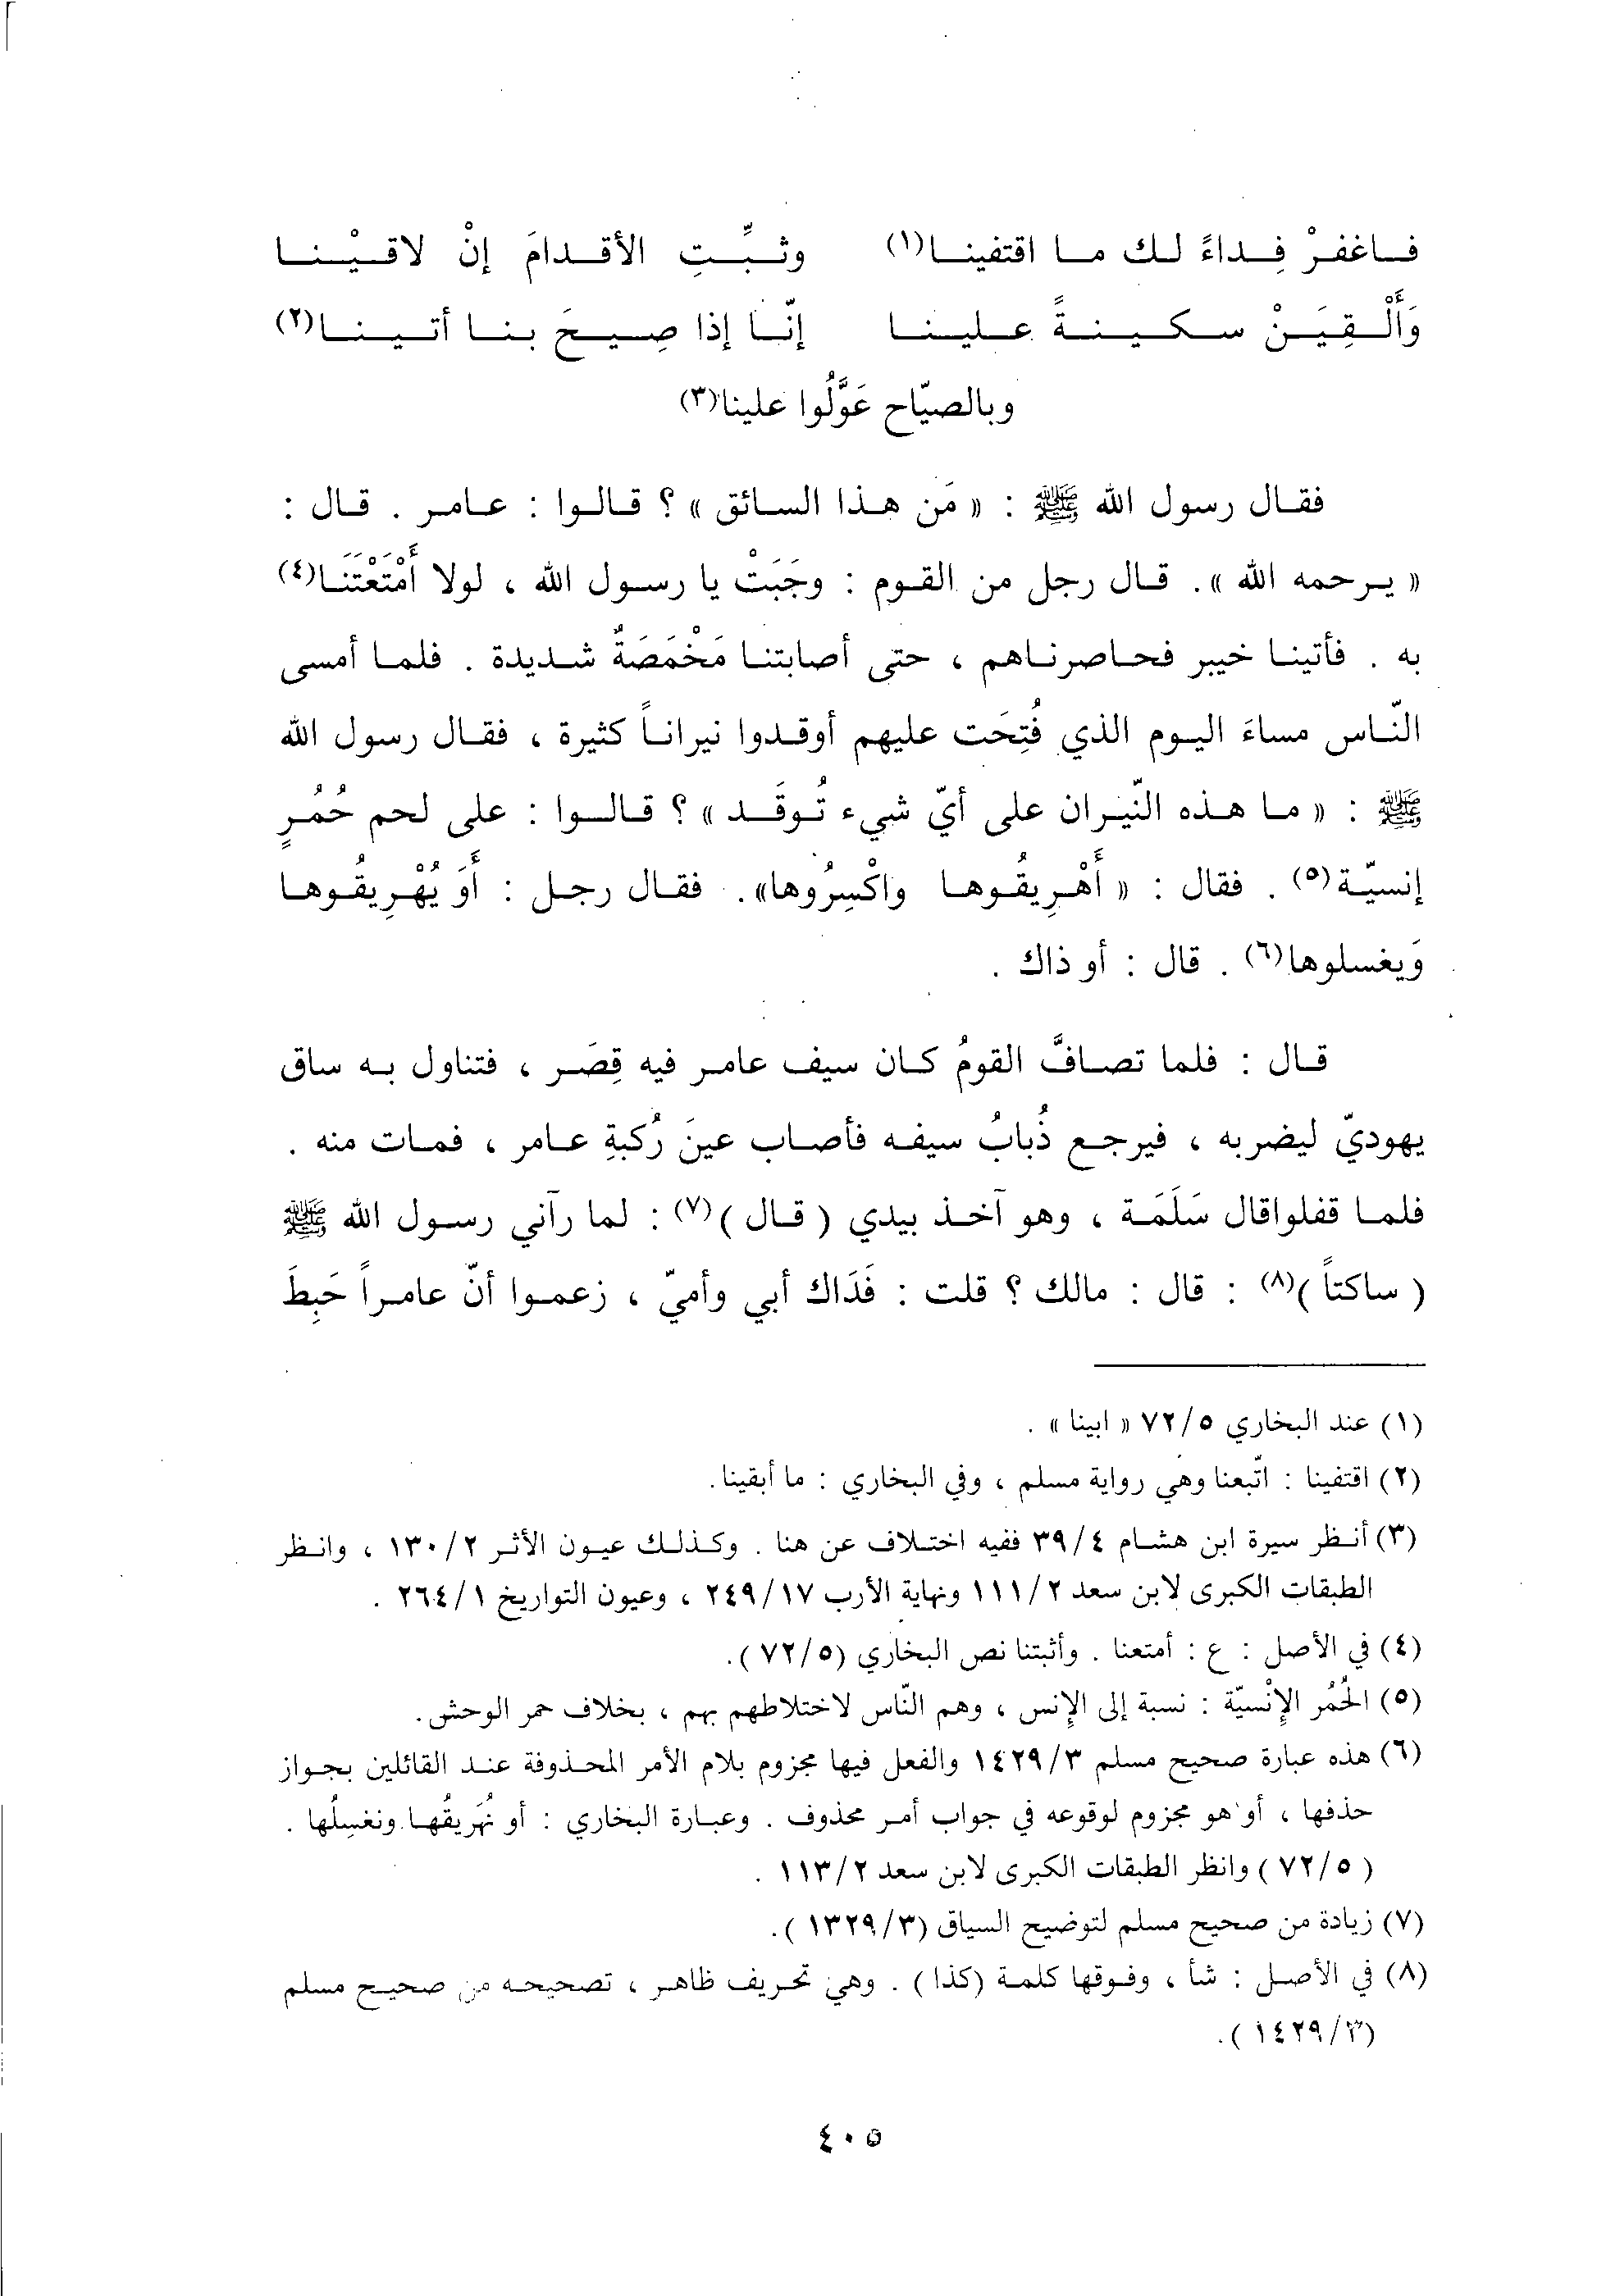 فاغفرْ فِداءً لك ما اقتفينا(١) وثبِّتِ الأقدامَ إنْ لاقيْنا
وَأَلْقِيَنْ سكينةً علينا إنّا إذا صِيحَ بنا أتينا(٢)
وبالصيّاح عَوَّلُوا علينا(٣)
فقال رسول الله ﷺ : « مَن هذا السائق » ؟ قالوا : عامر . قال :
« يرحمه الله ». قال رجل من القوم : وجَبَتْ يا رسول الله ، لولا أَمْتَعْتَنَا(٤)
به . فأتينا خيبر فحاصرناهم ، حتى أصابتنا مَخْمَصَةٌ شديدة . فلما أمسى
النّاس مساءَ اليوم الذي فُتِحَت عليهم أوقدوا نيراناً كثيرة ، فقال رسول الله
ﷺ : « ما هذه النّيران على أيّ شيء تُوقَد » ؟ قالوا : على لحم حُمُرٍ
إنسيّة(٥) . فقال : « أَهْرِيقُوها واكْسِرُوها». فقال رجل : أَوَ يُهْرِيقُوها
وَيغسلوها(٦) . قال : أو ذاك .
قال : فلما تصافَّ القومُ كان سيف عامر فيه قِصَر ، فتناول به ساق
يهوديّ ليضربه ، فيرجع ذُبابُ سيفه فأصاب عينَ رُكبةِ عامر ، فمات منه .
فلما قفلواقال سَلَمَة ، وهو آخذ بيدي ( قال )(٧) : لما رآني رسول الله ﷺ
( ساكتاً )(٨) : قال : مالك ؟ قلت : فَدَاك أبي وأميّ ، زعموا أنّ عامراً حَبِطَ
(١) عند البخاري ٧٢/٥ « ابينا » .
(٢) اقتفينا : اتّبعنا وهي رواية مسلم ، وفي البخاري : ما أبقينا.
(٣) أنظر سيرة ابن هشام ٣٩/٤ ففيه اختلاف عن هنا . وكذلك عيون الأثر ١٣٠/٢ ، وانظر
الطبقات الكبرى لابن سعد ١١١/٢ ونهاية الأرب ٢٤٩/١٧ ، وعيون التواريخ ٢٦٤/١ .
(٤) في الأصل : ع : أمتعنا . وأثبتنا نص البخاري (٧٢/٥ ).
(٥) الحُمُر الإنْسيّة : نسبة إلى الإنس ، وهم النّاس لاختلاطهم بهم ، بخلاف حمر الوحش.
(٦) هذه عبارة صحيح مسلم ١٤٢٩/٣ والفعل فيها مجزوم بلام الأمر المحذوفة عند القائلين بجواز
حذفها ، أو هو مجزوم لوقوعه في جواب أمر محذوف . وعبارة البخاري : أو نُهَريقُها ونغسِلُها .
( ٧٢/٥ ) وانظر الطبقات الكبرى لابن سعد ١١٣/٢ .
(٧) زيادة من صحيح مسلم لتوضيح السياق (١٣٢٩/٣ ).
(٨) في الأصل : شأ ، وفوقها كلمة (كذا ) . وهي تحريف ظاهر ، تصحيحه من صحيح مسلم
(١٤٢٩/٣ ).
٤٠٥